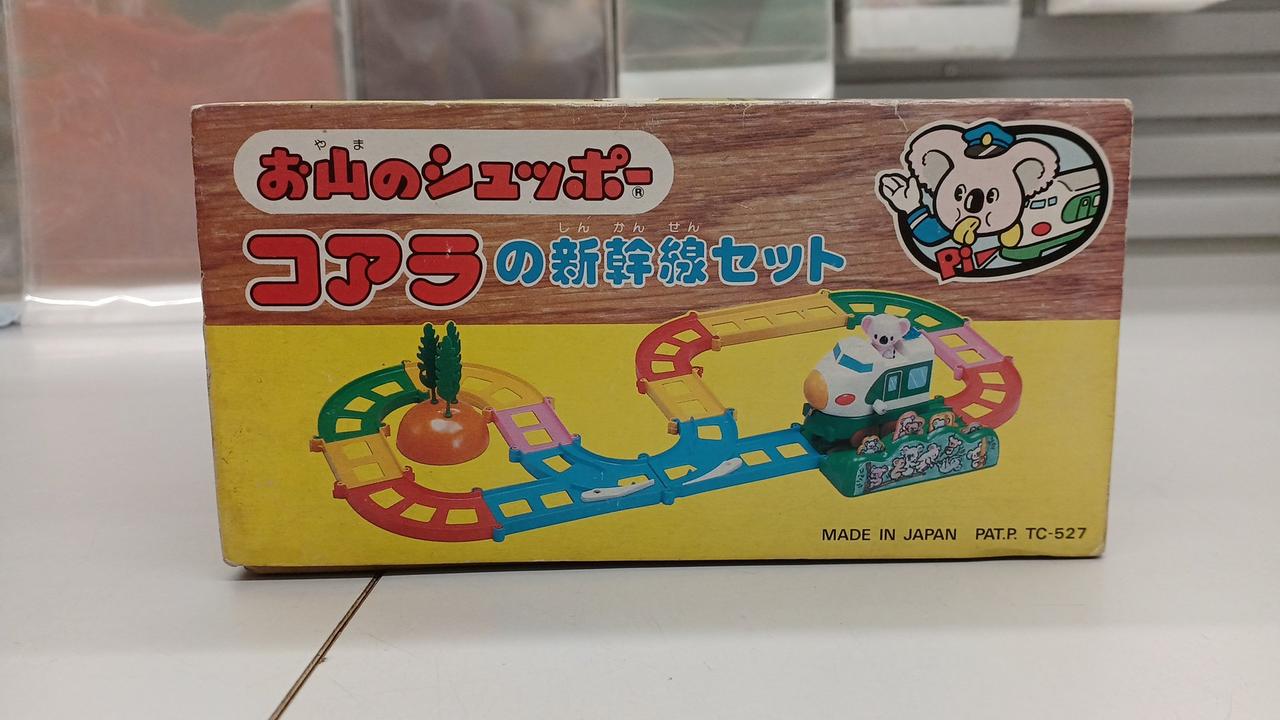 やま
お山のシュッポー®
しんかんせん
コアラの新幹線セット
Pi
MADE IN JAPAN PAT.P. TC-527